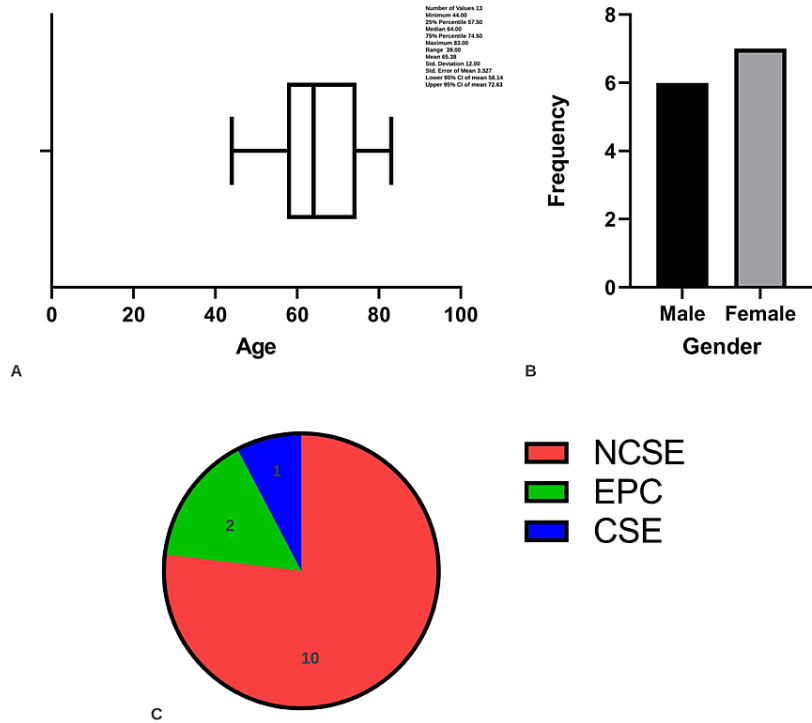 Number of Values 13
Minimum 44.00
25% Percentile 57.50
Median 64.00
75% Percentile 74.50
Maximum 83.00
Range 39.00
Mean 65.38
Std. Deviation 12.00
Std. Error of Mean 3.327
Lower 95% CI of mean 58.14
Upper 95% CI of mean 72.63
0 20 40 60 80 100
Age
A
8
6
4
2
0
Frequency
Male Female
Gender
B
1
2
10
C
NCSE
EPC
CSE